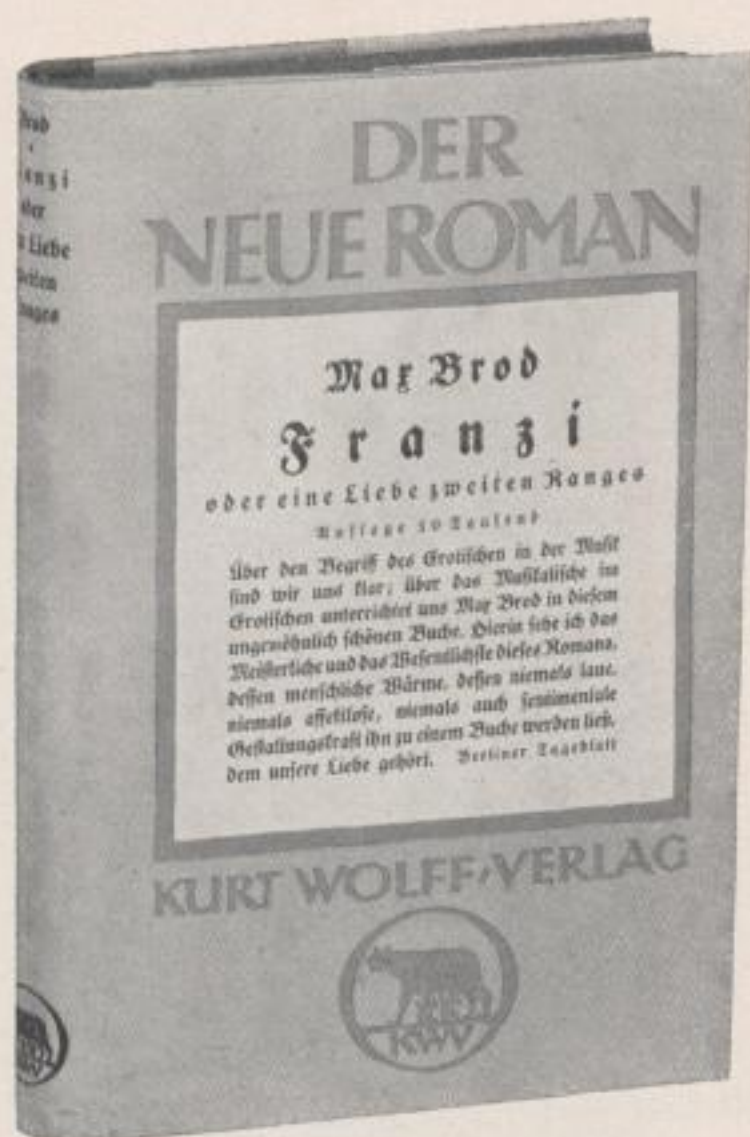 Liebe
DER
NEUE ROMAN
Max Brod
Franzi
oder eine Liebe zweiten Ranges
Auflage 50 Tausend
Über den Begriff des Erotischen in der Musik
sind wir uns klar; über das Musikalische im
Erotischen unterrichtet uns Max Brod in diesem
ungewöhnlich schönen Buche. Hierin sehe ich das
Meisterliche und das Wesentlichste dieses Romans,
dessen menschliche Wärme, dessen niemals laue,
niemals affektlose, niemals auch sentimentale
Gestaltungskraft ihn zu einem Buche werden ließ,
dem unsere Liebe gehört. Berliner Tageblatt
KURT WOLFF-VERLAG
KWV